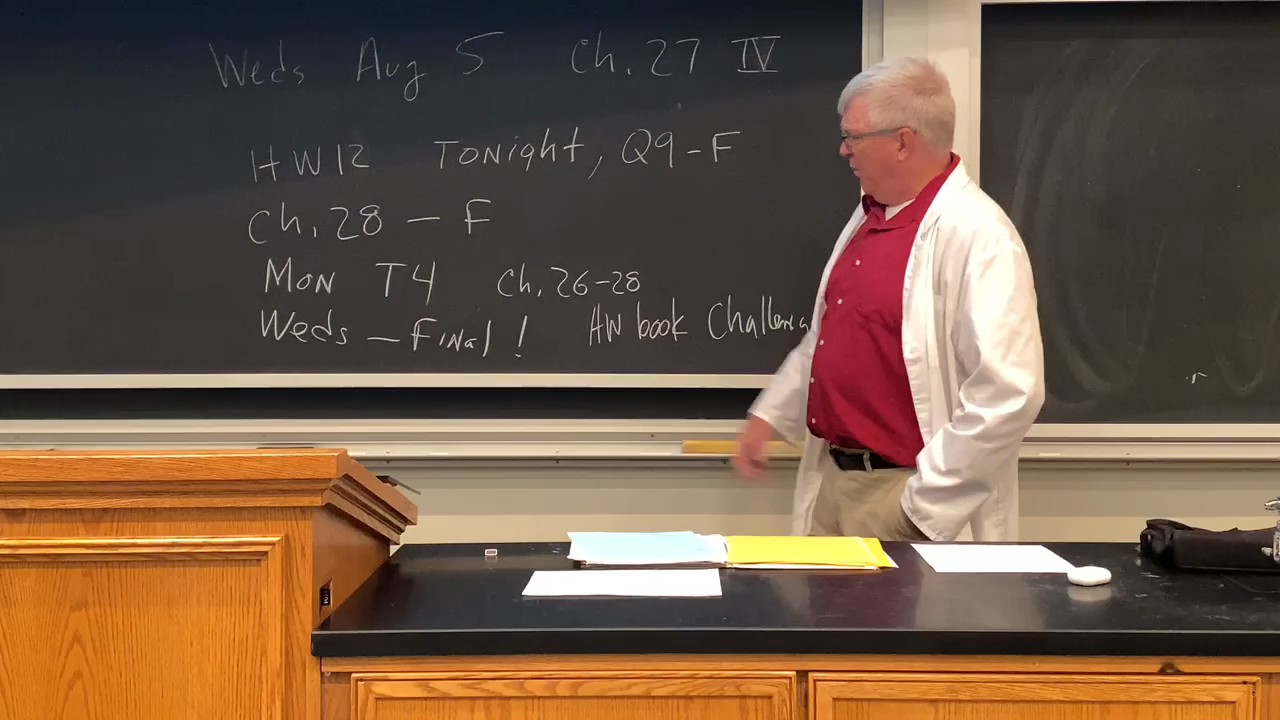 Weds Aug 5 Ch. 27 IV
HW12 Tonight, Q9-F
Ch. 28 – F
Mon T4 Ch. 26-28
Weds – Final! HW book